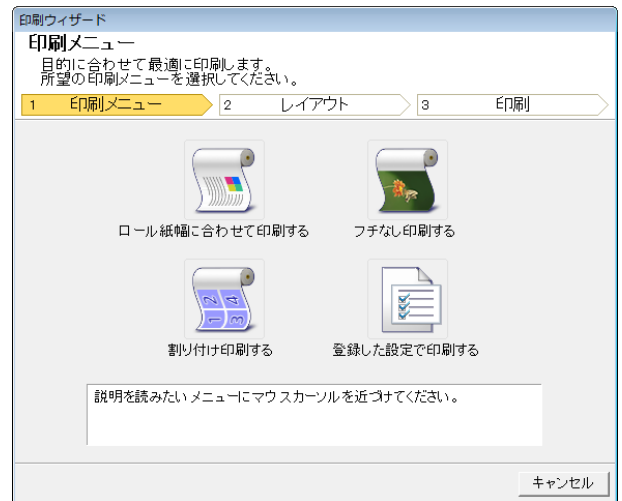 印刷ウィザード
印刷メニュー
目的に合わせて最適に印刷します。
所望の印刷メニューを選択してください。
1 印刷メニュー 2 レイアウト 3 印刷
ロール紙幅に合わせて印刷する フチなし印刷する
1 2 3 4
割り付け印刷する 登録した設定で印刷する
説明を読みたいメニューにマウスカーソルを近づけてください。
キャンセル